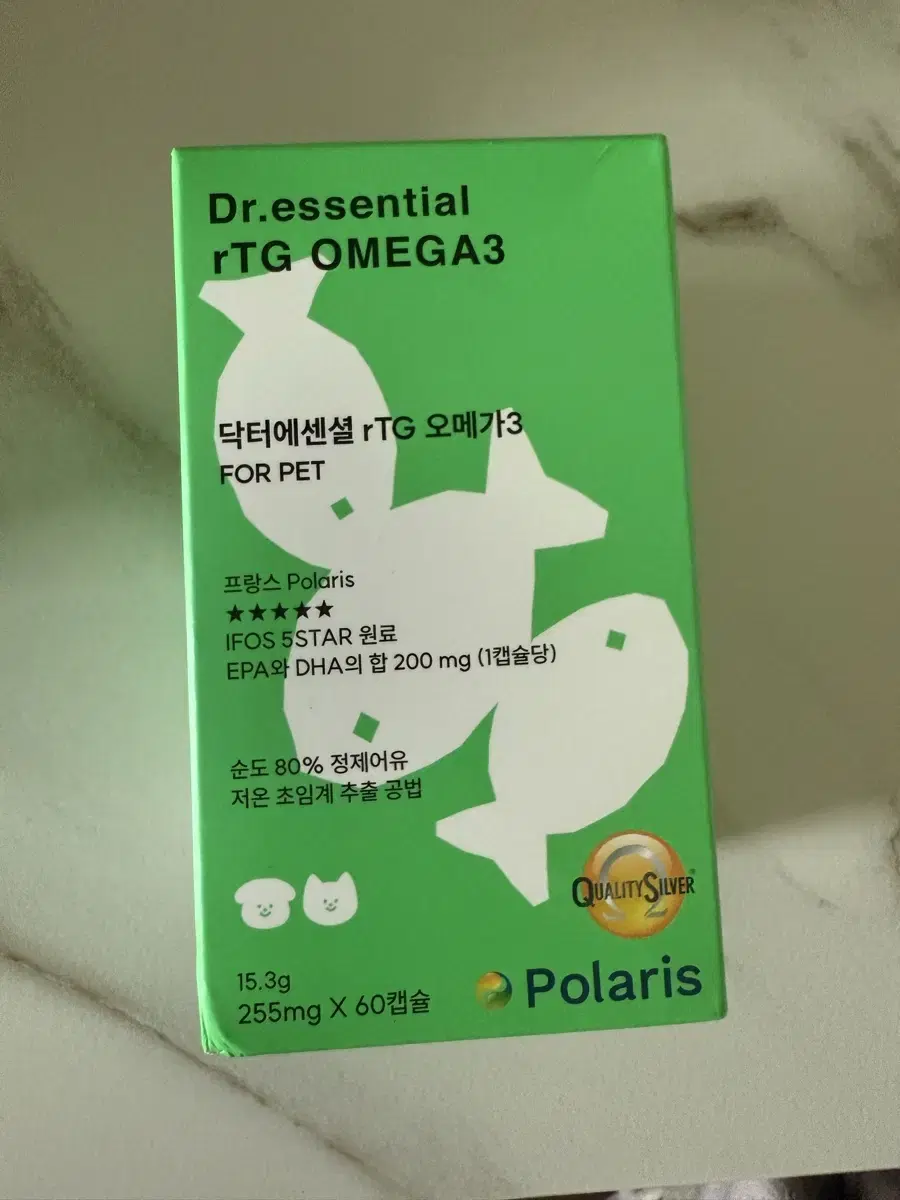 Dr.essential
rTG OMEGA3
닥터에센셜 rTG 오메가3
FOR PET
프랑스 Polaris
★★★★★
IFOS 5STAR 원료
EPA와 DHA의 합 200 mg (1캡슐당)
순도 80% 정제어유
저온 초임계 추출 공법
QUALITYSILVER®
Polaris
15.3g
255mg X 60캡슐